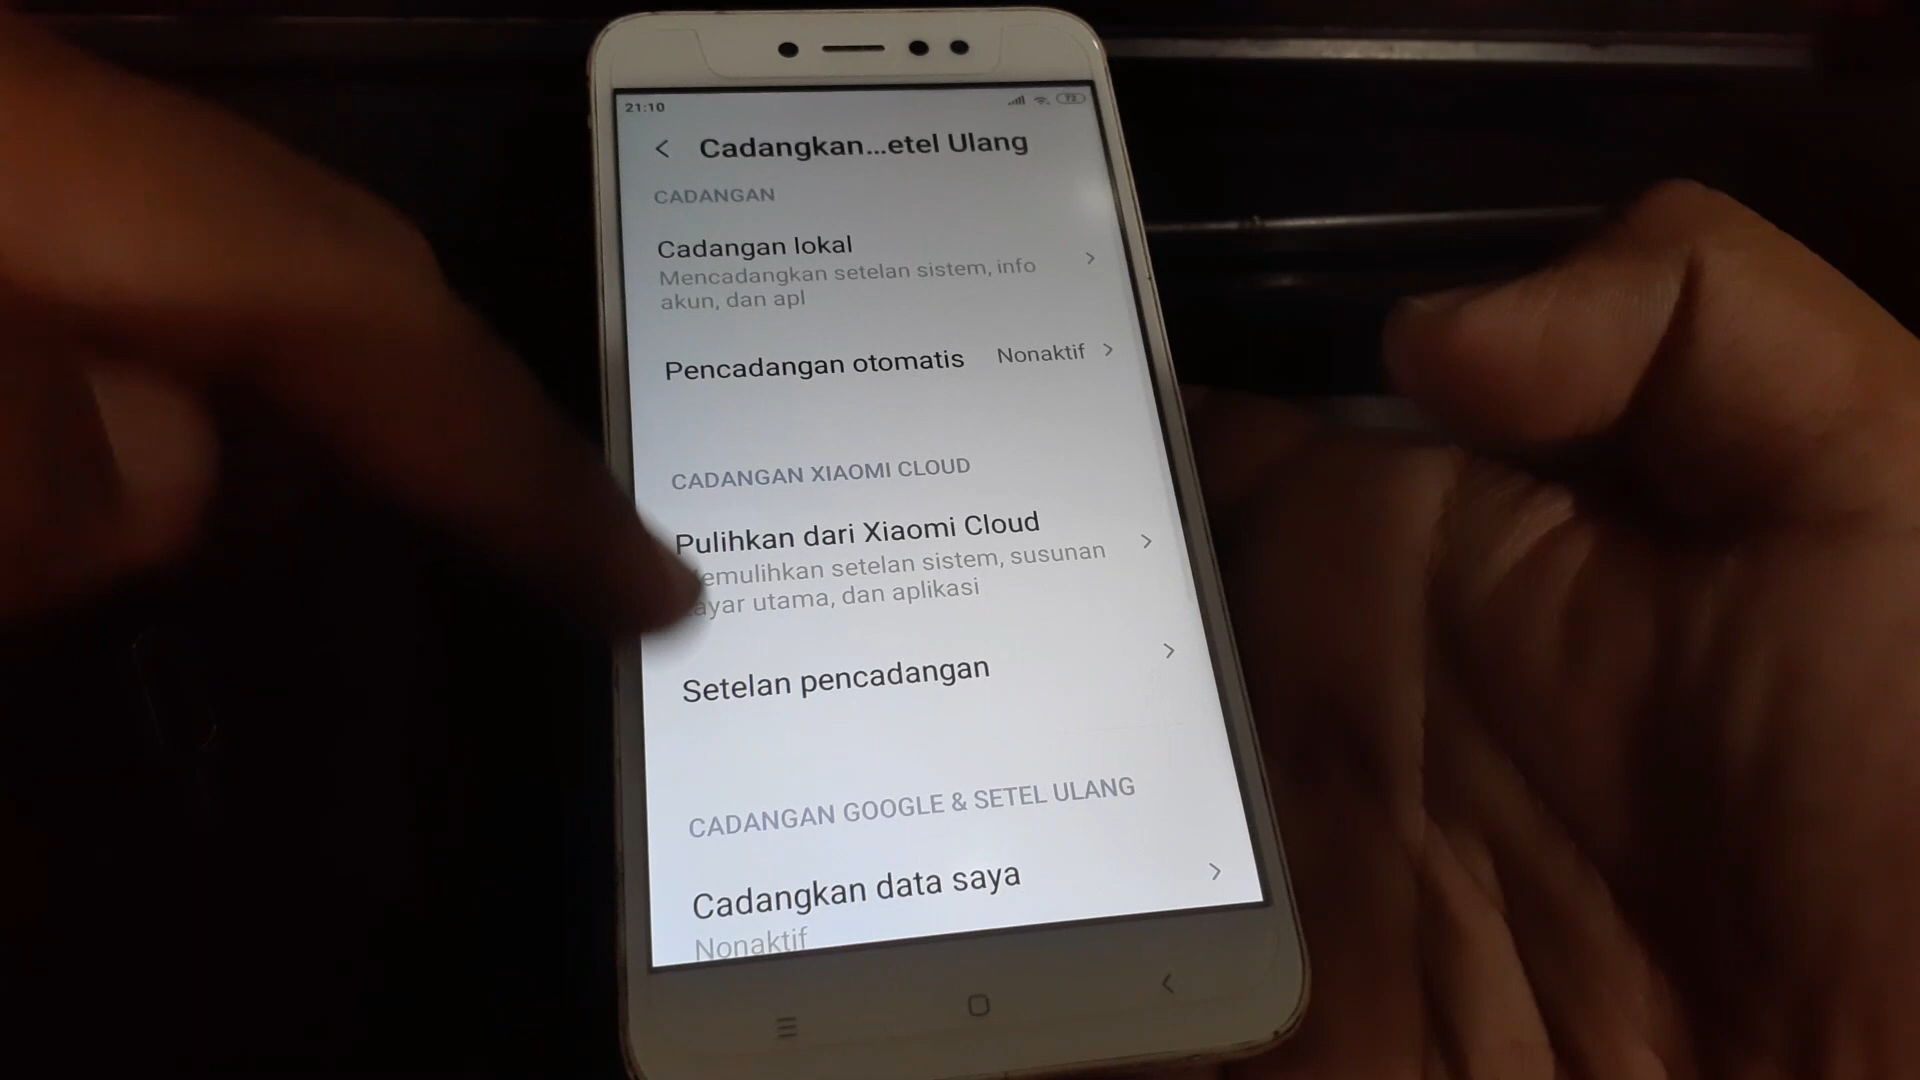 21:10
72
Cadangkan...etel Ulang
CADANGAN
Cadangan lokal
Mencadangkan setelan sistem, info
akun, dan apl
Pencadangan otomatis
Nonaktif
CADANGAN XIAOMI CLOUD
Pulihkan dari Xiaomi Cloud
emulihkan setelan sistem, susunan
ayar utama, dan aplikasi
Setelan pencadangan
CADANGAN GOOGLE & SETEL ULANG
Cadangkan data saya
Nonaktif